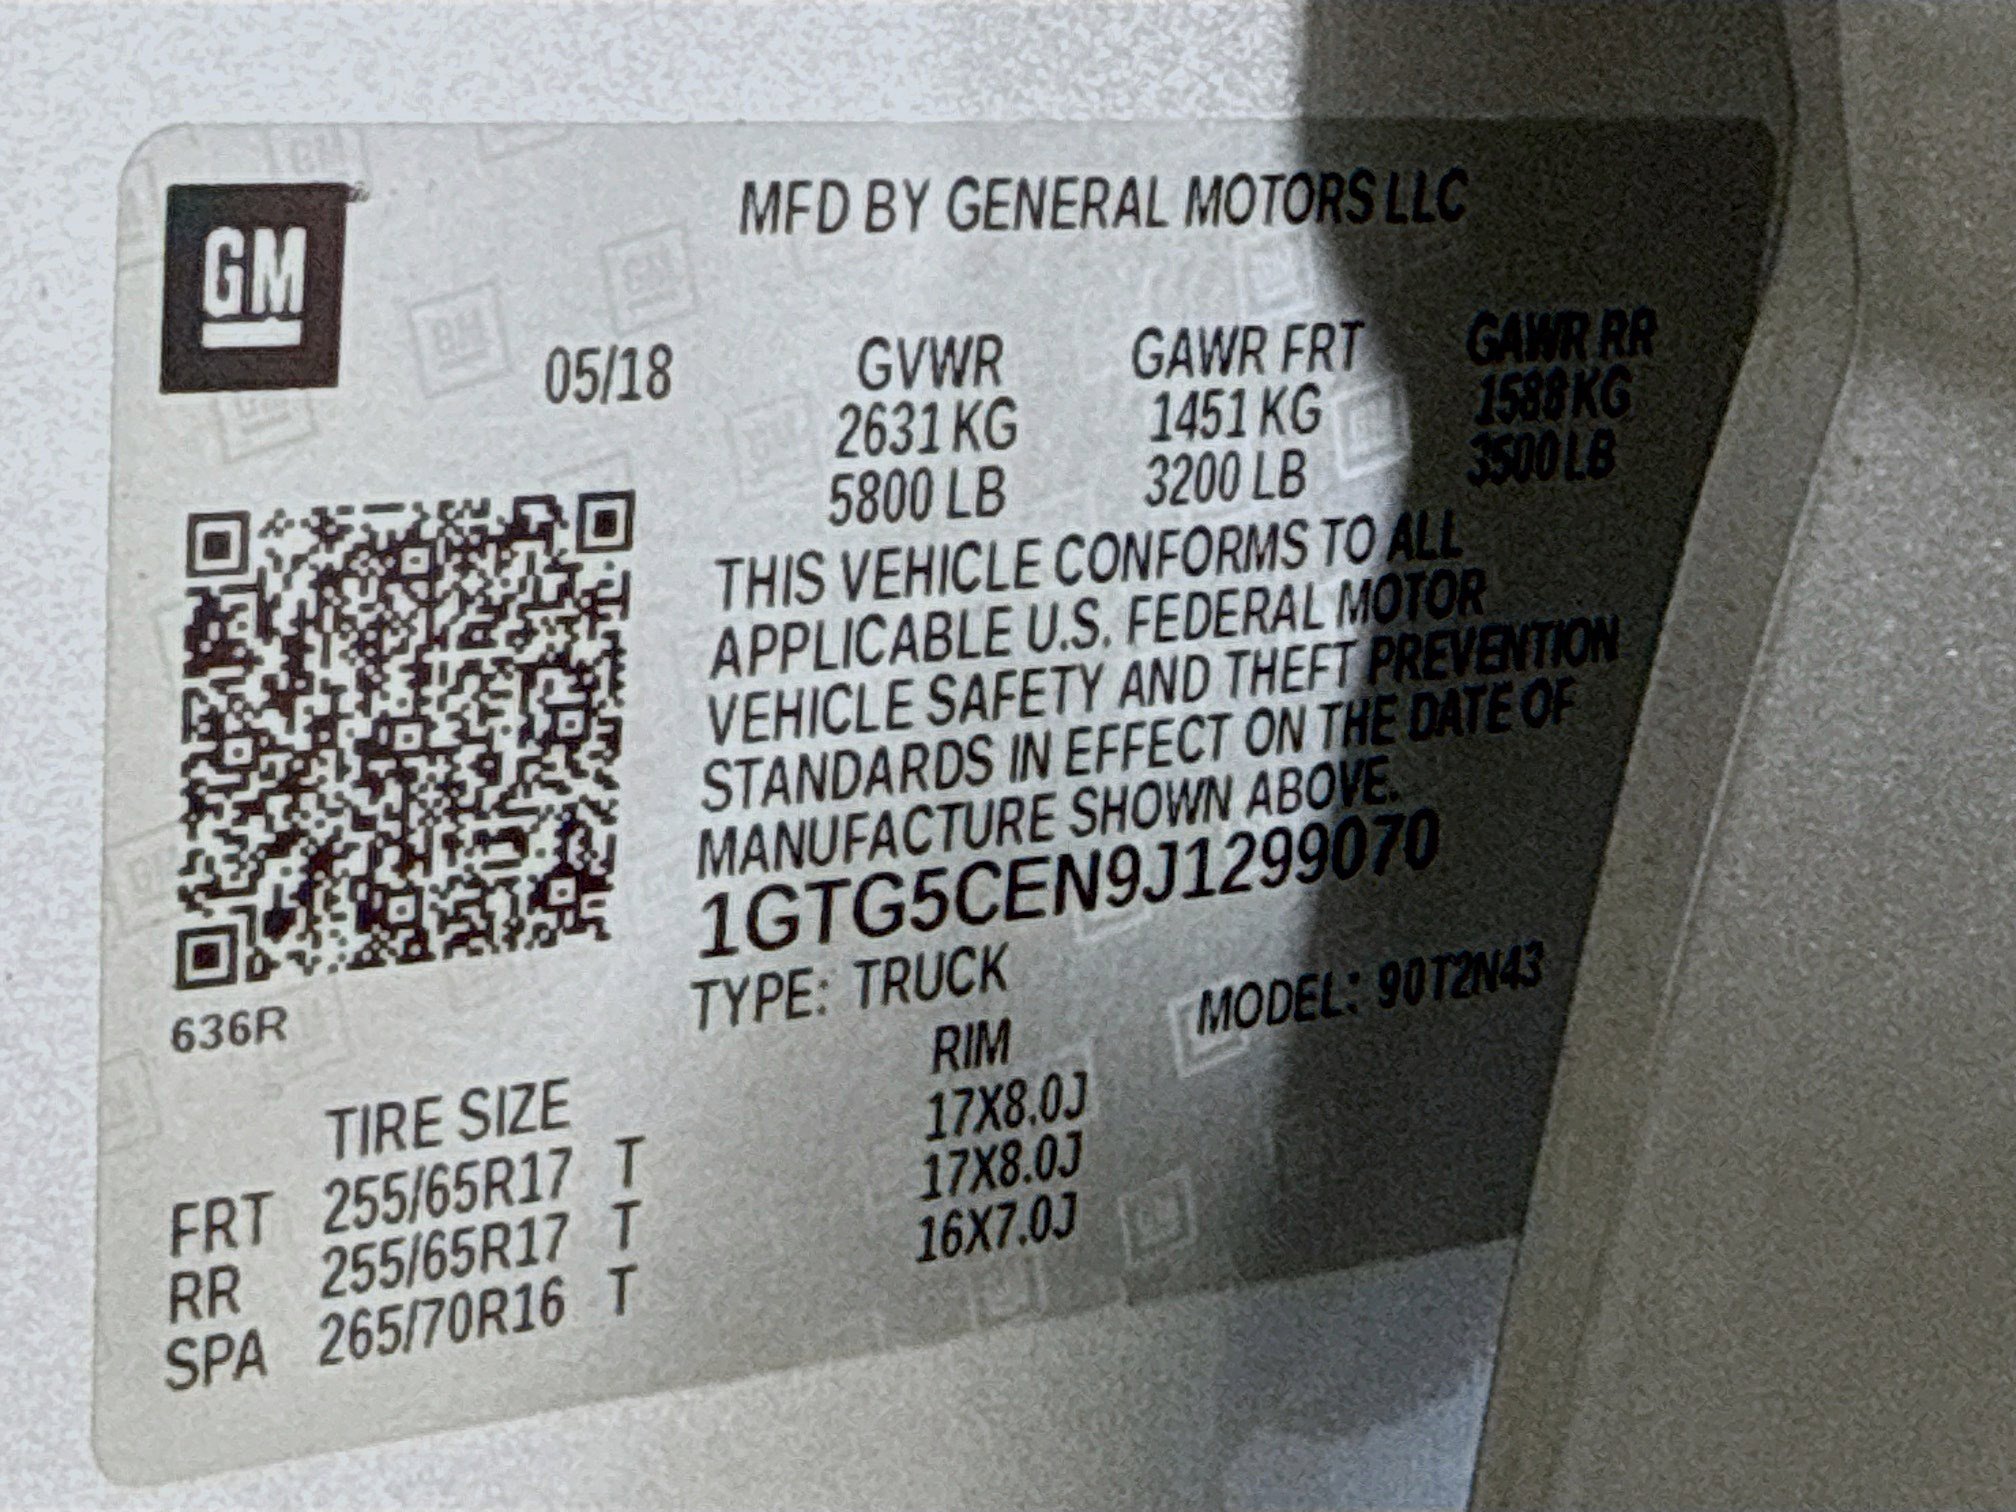 GM
MFD BY GENERAL MOTORS LLC
05/18
GVWR GAWR FRT GAWR RR
2631 KG 1451 KG 1588 KG
5800 LB 3200 LB 3500 LB
THIS VEHICLE CONFORMS TO ALL
APPLICABLE U.S. FEDERAL MOTOR
VEHICLE SAFETY AND THEFT PREVENTION
STANDARDS IN EFFECT ON THE DATE OF
MANUFACTURE SHOWN ABOVE.
1GTG5CEN9J1299070
TYPE: TRUCK MODEL: 90T2N43
636R
TIRE SIZE RIM
FRT 255/65R17 T 17X8.0J
RR 255/65R17 T 17X8.0J
SPA 265/70R16 T 16X7.0J